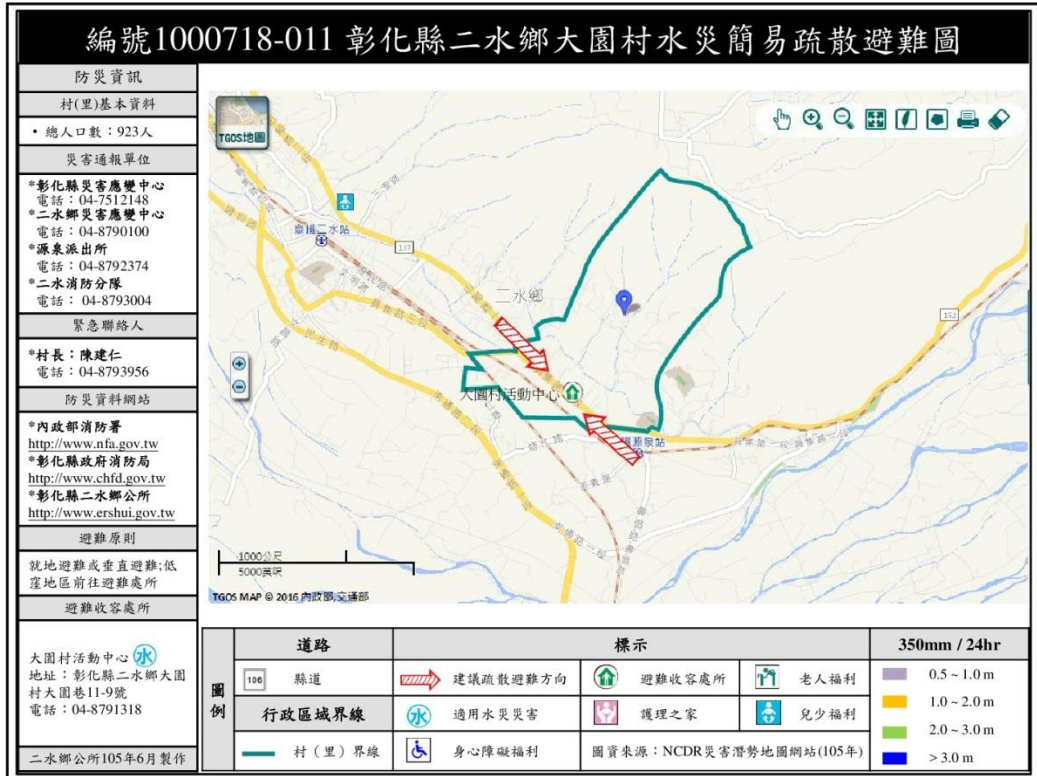 編號1000718-011 彰化縣二水鄉大園村水災簡易疏散避難圖
防災資訊
村(里)基本資料
• 總人口數：923人
災害通報單位
*彰化縣災害應變中心
電話：04-7512148
*二水鄉災害應變中心
電話：04-8790100
*源泉派出所
電話：04-8792374
*二水消防分隊
電話： 04-8793004
緊急聯絡人
*村長：陳建仁
電話：04-8793956
防災資料網站
*內政部消防署
http://www.nfa.gov.tw
*彰化縣政府消防局
http://www.chfd.gov.tw
*彰化縣二水鄉公所
http://www.ershui.gov.tw
避難原則
就地避難或垂直避難;低
窪地區前往避難處所
避難收容處所
大園村活動中心 水
地址：彰化縣二水鄉大園
村大園巷11-9號
電話：04-8791318
二水鄉公所105年6月製作
TGOS地圖
臺鐵二水站
137
二水鄉
152
大園村活動中心
源泉站
1000公尺
5000英呎
TGOS MAP © 2016 內政部,交通部
圖例
道路
標示
350mm / 24hr
106 縣道
建議疏散避難方向
避難收容處所
老人福利
0.5 ~ 1.0 m
行政區域界線
水 適用水災災害
護理之家
兒少福利
1.0 ~ 2.0 m
2.0 ~ 3.0 m
村（里）界線
身心障礙福利
圖資來源：NCDR災害潛勢地圖網站(105年)
> 3.0 m